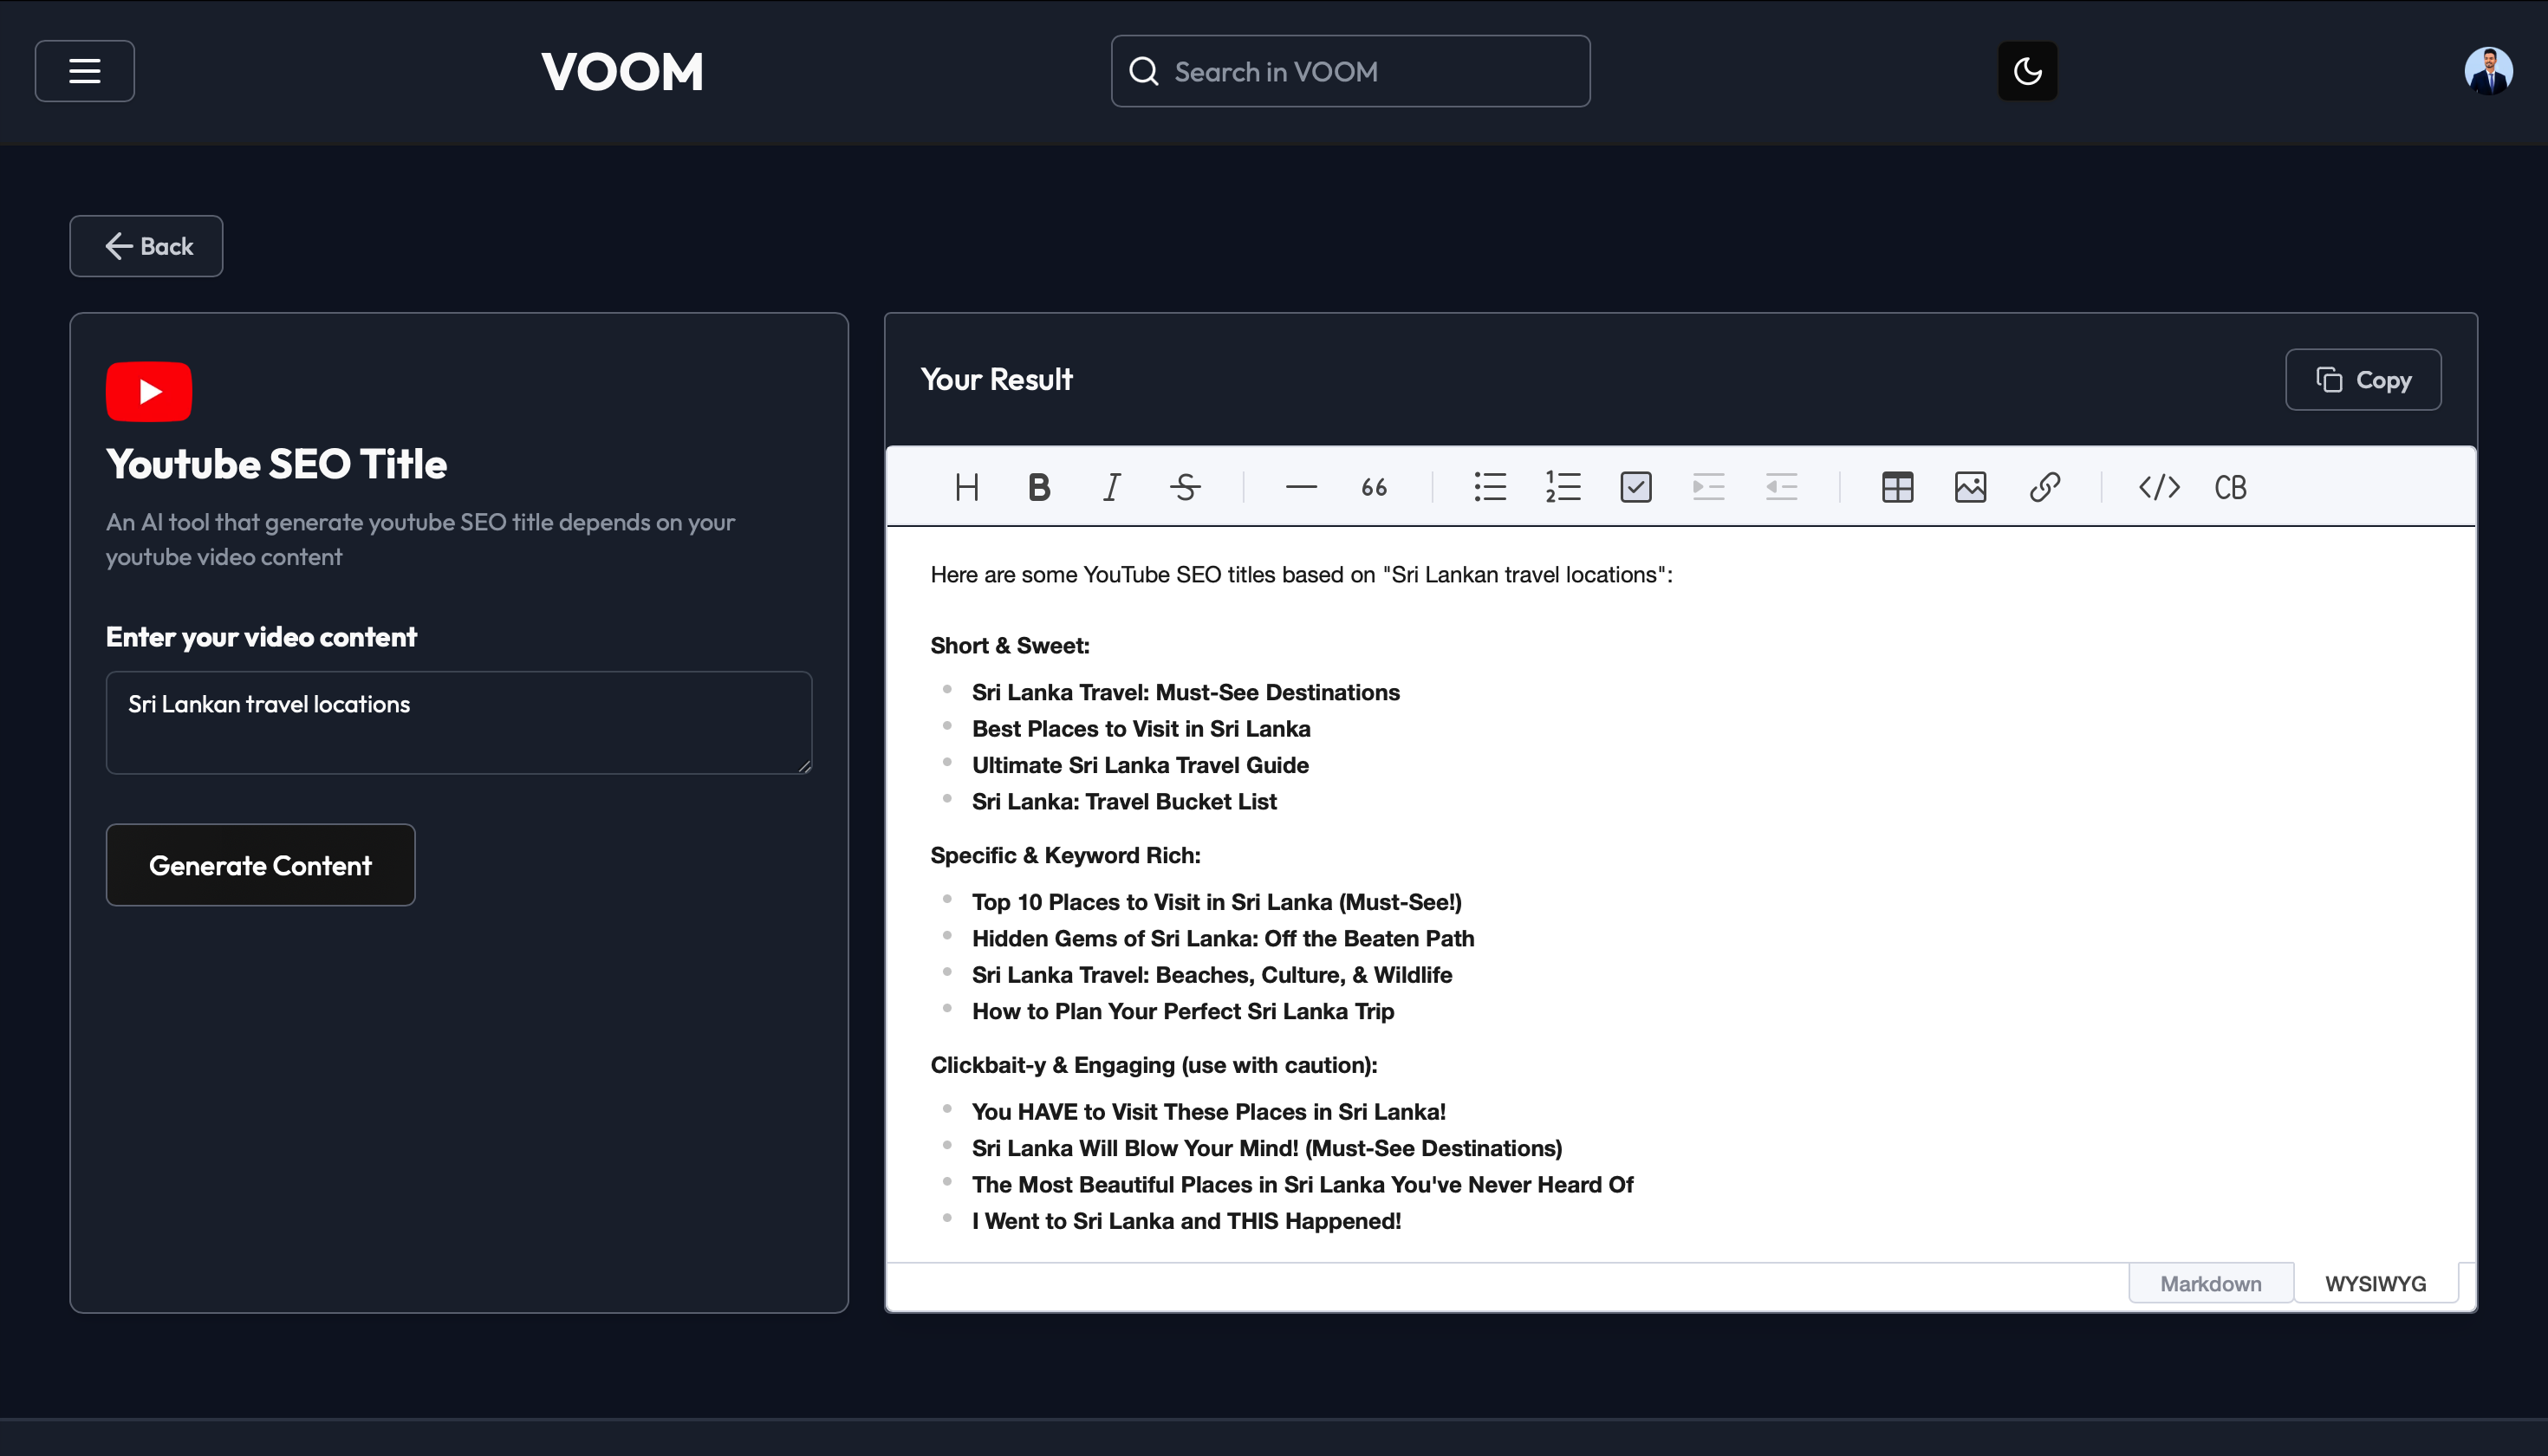 VOOM
Search in VOOM
Back
Youtube SEO Title
An AI tool that generate youtube SEO title depends on your
youtube video content
Enter your video content
Sri Lankan travel locations
Generate Content
Your Result
Copy
H B I S 66 CB
Here are some YouTube SEO titles based on "Sri Lankan travel locations":
Short & Sweet:
Sri Lanka Travel: Must-See Destinations
Best Places to Visit in Sri Lanka
Ultimate Sri Lanka Travel Guide
Sri Lanka: Travel Bucket List
Specific & Keyword Rich:
Top 10 Places to Visit in Sri Lanka (Must-See!)
Hidden Gems of Sri Lanka: Off the Beaten Path
Sri Lanka Travel: Beaches, Culture, & Wildlife
How to Plan Your Perfect Sri Lanka Trip
Clickbait-y & Engaging (use with caution):
You HAVE to Visit These Places in Sri Lanka!
Sri Lanka Will Blow Your Mind! (Must-See Destinations)
The Most Beautiful Places in Sri Lanka You've Never Heard Of
I Went to Sri Lanka and THIS Happened!
Markdown
WYSIWYG